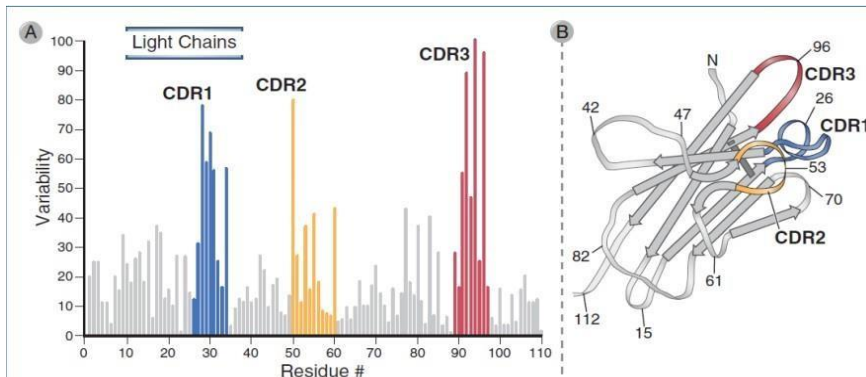 A
Light Chains
CDR1
CDR2
CDR3
Variability
100
90
80
70
60
50
40
30
20
10
0
0 10 20 30 40 50 60 70 80 90 100 110
Residue #
B
96
N
CDR3
26
42
47
CDR1
53
70
CDR2
82
61
112
15